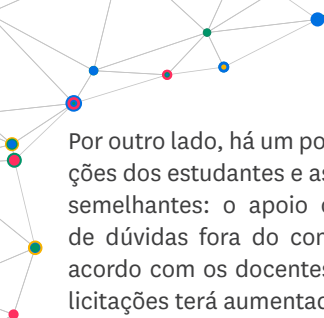 Por outro lado, há um po
ções dos estudantes e as
semelhantes: o apoio
de dúvidas fora do con
acordo com os docentes
licitações terá aumentad